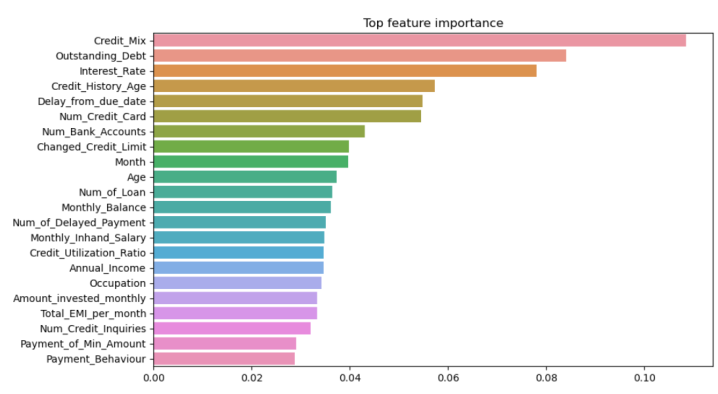 Top feature importance
Credit_Mix
Outstanding_Debt
Interest_Rate
Credit_History_Age
Delay_from_due_date
Num_Credit_Card
Num_Bank_Accounts
Changed_Credit_Limit
Month
Age
Num_of_Loan
Monthly_Balance
Num_of_Delayed_Payment
Monthly_Inhand_Salary
Credit_Utilization_Ratio
Annual_Income
Occupation
Amount_invested_monthly
Total_EMI_per_month
Num_Credit_Inquiries
Payment_of_Min_Amount
Payment_Behaviour
0.00 0.02 0.04 0.06 0.08 0.10